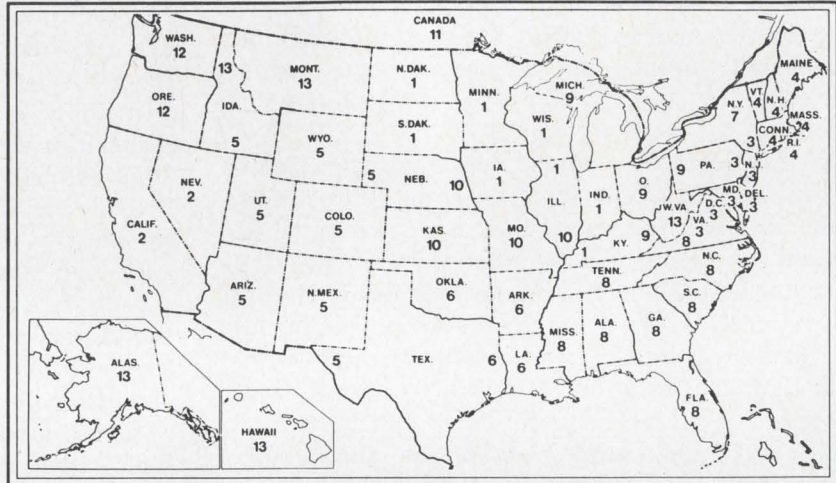 CANADA
11
WASH.
12
13
MONT.
13
N.DAK.
1
MINN.
1
MICH.
9
MAINE
4
VT.
4
N.H.
4
ORE.
12
IDA.
5
WYO.
5
S.DAK.
1
WIS.
1
N.Y.
7
3
MASS.
4
CONN.
4
R.I.
4
NEV.
2
UT.
5
COLO.
5
5
NEB.
10
IA.
1
1
ILL.
10
IND.
1
O.
9
9
PA.
3
N.J.
3
MD.
3
DEL.
3
D.C.
3
W.VA.
13
VA.
3
8
CALIF.
2
KAS.
10
MO.
10
KY.
9
1
TENN.
8
N.C.
8
ARIZ.
5
N.MEX.
5
OKLA.
6
ARK.
6
S.C.
8
MISS.
8
ALA.
8
GA.
8
5
TEX.
6
LA.
6
FLA.
8
ALAS.
13
HAWAII
13